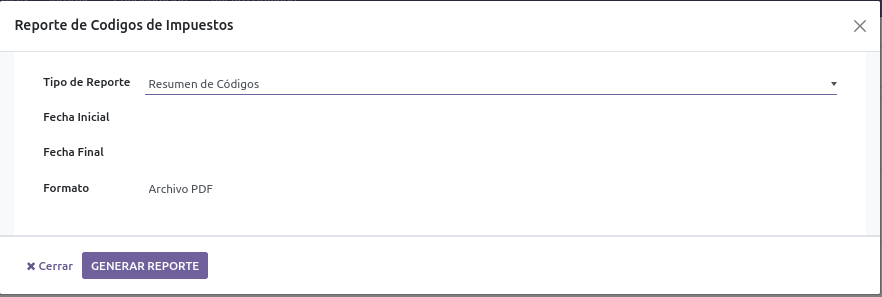 Reporte de Codigos de Impuestos
Tipo de Reporte Resumen de Códigos
Fecha Inicial
Fecha Final
Formato Archivo PDF
Cerrar GENERAR REPORTE